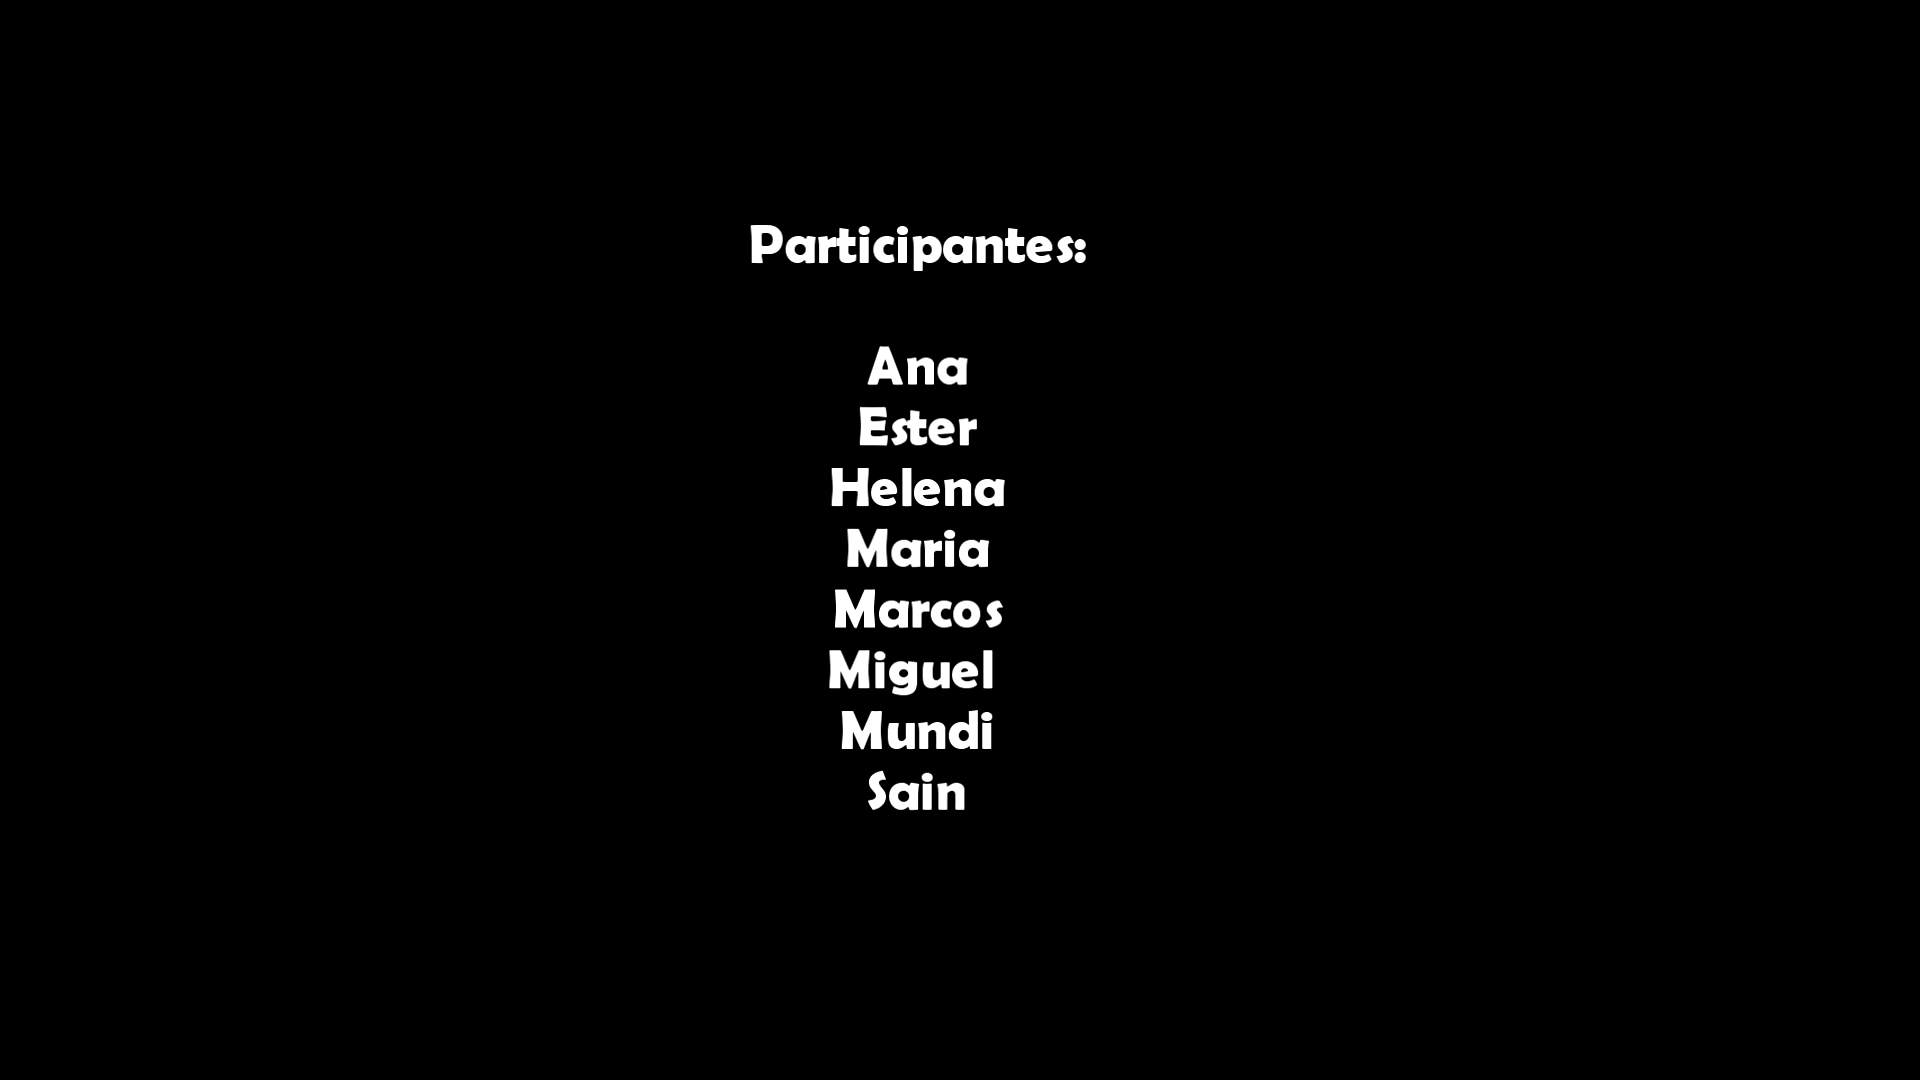 Participantes:
Ana
Ester
Helena
Maria
Marcos
Miguel
Mundi
Sain